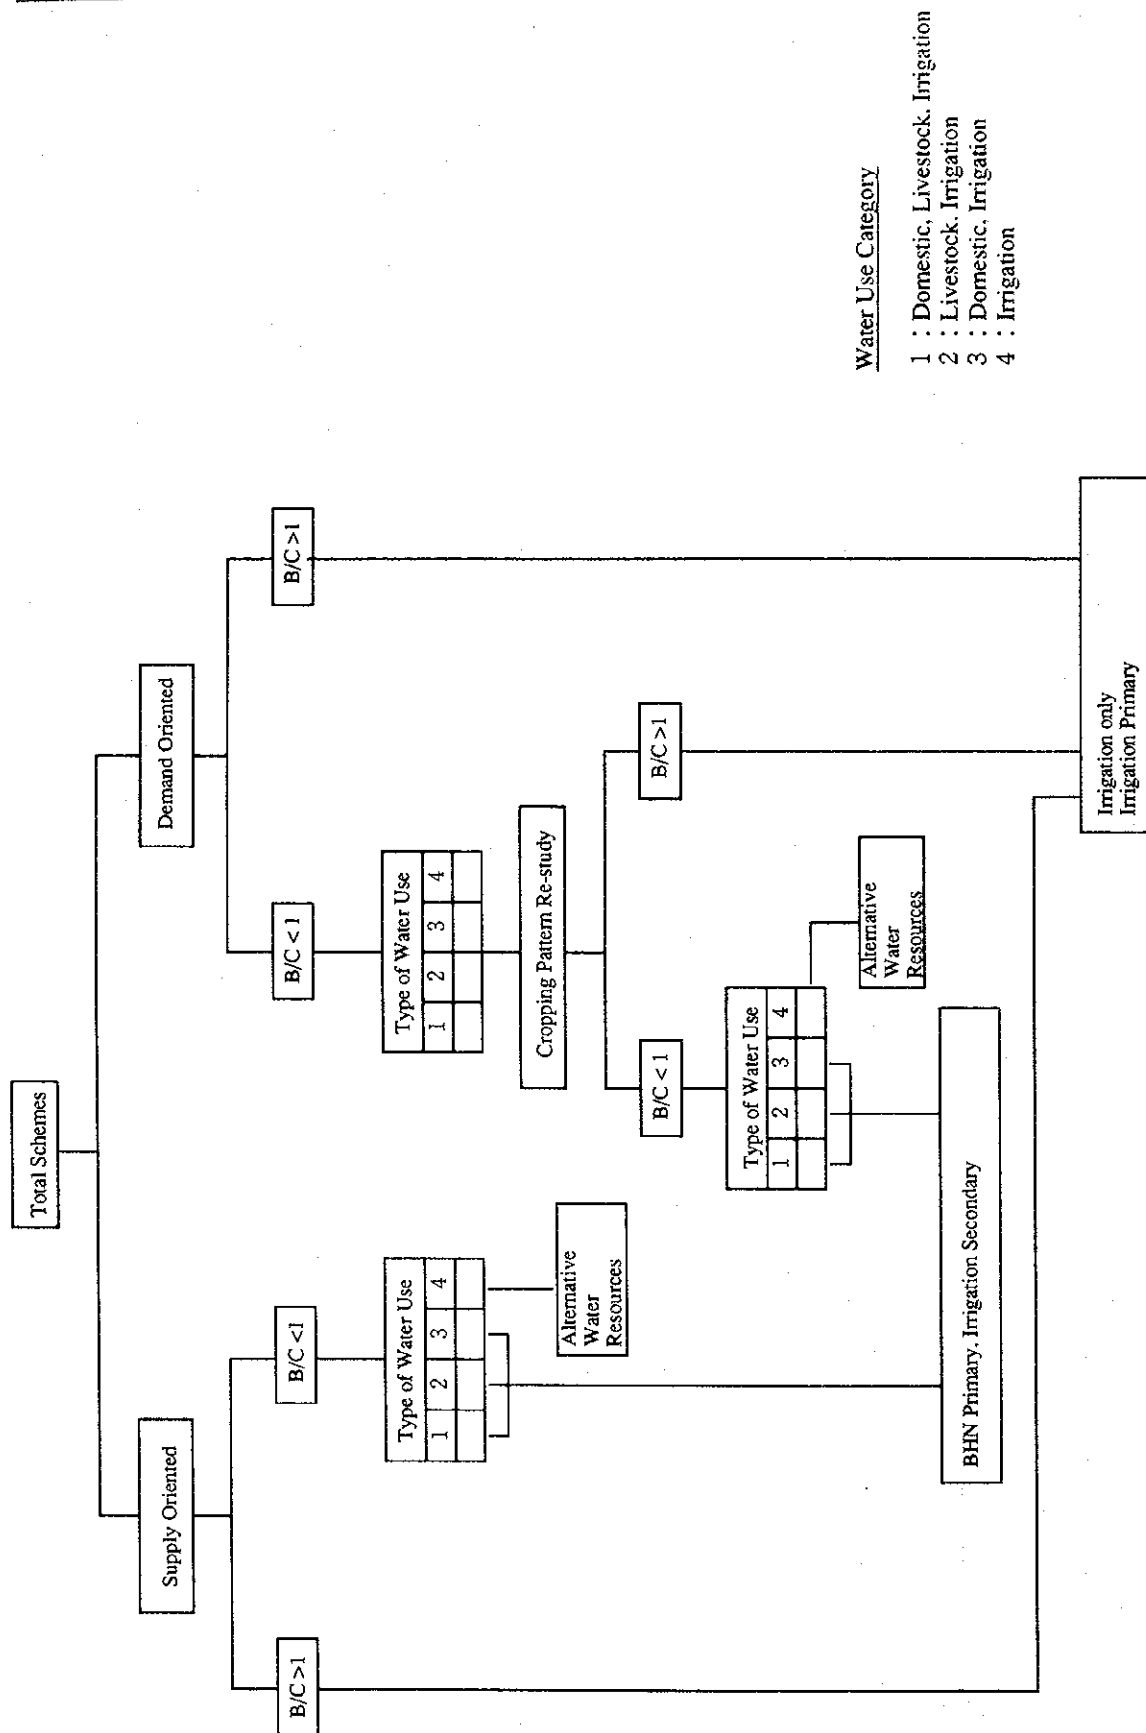 Total Schemes
Supply Oriented
Demand Oriented
B/C >1
B/C <1
B/C < 1
B/C >1
Type of Water Use
1 2 3 4
Type of Water Use
1 2 3 4
Alternative
Water
Resources
Cropping Pattern Re-study
B/C < 1
B/C >1
Type of Water Use
1 2 3 4
Alternative
Water
Resources
BHN Primary, Irrigation Secondary
Irrigation only
Irrigation Primary
Water Use Category
1 : Domestic, Livestock. Irrigation
2 : Livestock. Irrigation
3 : Domestic, Irrigation
4 : Irrigation